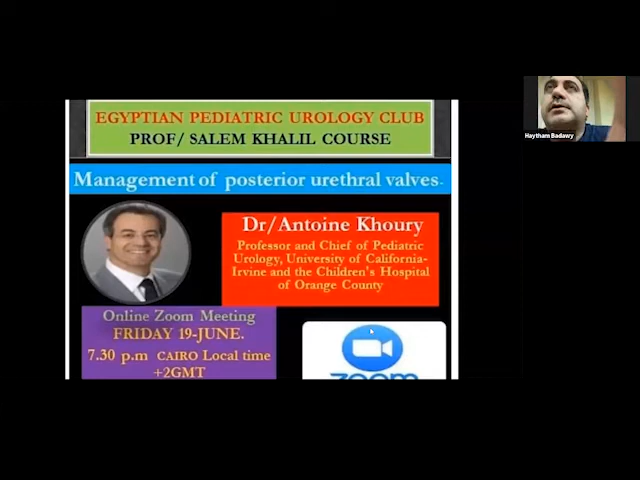 EGYPTIAN PEDIATRIC UROLOGY CLUB
PROF/ SALEM KHALIL COURSE
Management of posterior urethral valves.
Dr/Antoine Khoury
Professor and Chief of Pediatric
Urology, University of California-
Irvine and the Children's Hospital
of Orange County
Online Zoom Meeting
FRIDAY 19-JUNE.
7.30 p.m CAIRO Local time
+2GMT
zoom
Haytham Badawy